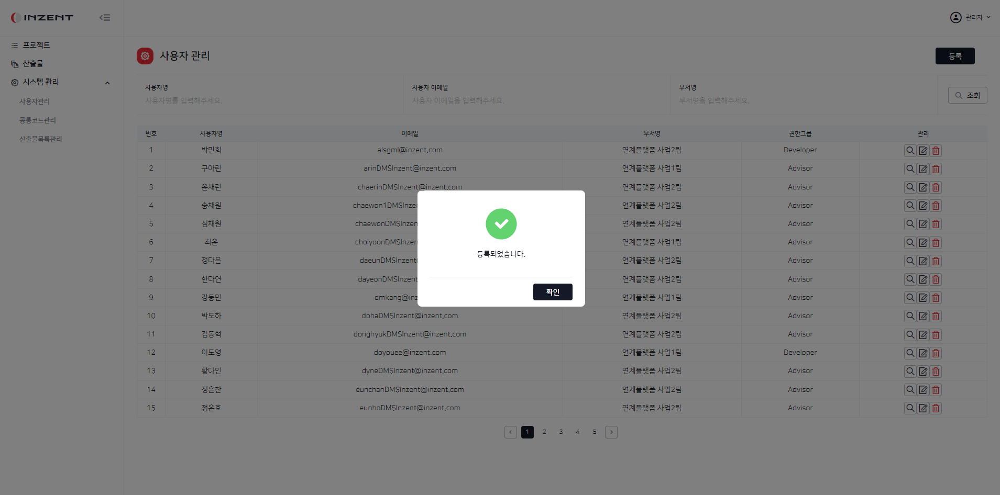 INZENT
관리자
프로젝트
산출물
시스템 관리
사용자관리
공통코드관리
산출물목록관리
사용자 관리
등록
사용자명
사용자명를 입력해주세요.
사용자 이메일
사용자 이메일을 입력해주세요.
부서명
부서명을 입력해주세요.
조회
번호 사용자명 이메일 부서명 권한그룹 관리
1 박민희 alsgml@inzent.com 연계플랫폼 사업2팀 Developer
2 구아린 arinDMSInzent@inzent.com 연계플랫폼 사업1팀 Advisor
3 윤채린 chaerinDMSInzent@inzent.com 연계플랫폼 사업2팀 Advisor
4 송채원 chaewon1DMSInze 연계플랫폼 사업2팀 Advisor
5 심채원 chaewonDMSInzen 연계플랫폼 사업2팀 Advisor
6 최윤 choiyoonDMSInzen 연계플랫폼 사업1팀 Advisor
7 정다은 daeunDMSInzent 연계플랫폼 사업2팀 Advisor
8 한다연 dayeonDMSInzent 연계플랫폼 사업2팀 Advisor
9 강동민 dmkang@inz 연계플랫폼 사업1팀 Advisor
10 박도하 dohaDMSInzent@inzent.com 연계플랫폼 사업2팀 Advisor
11 김동혁 donghyukDMSInzent@inzent.com 연계플랫폼 사업2팀 Advisor
12 이도영 doyouee@inzent.com 연계플랫폼 사업1팀 Developer
13 황다인 dyneDMSInzent@inzent.com 연계플랫폼 사업2팀 Advisor
14 정은찬 eunchanDMSInzent@inzent.com 연계플랫폼 사업2팀 Advisor
15 정은호 eunhoDMSInzent@inzent.com 연계플랫폼 사업2팀 Advisor
등록되었습니다.
확인
1 2 3 4 5